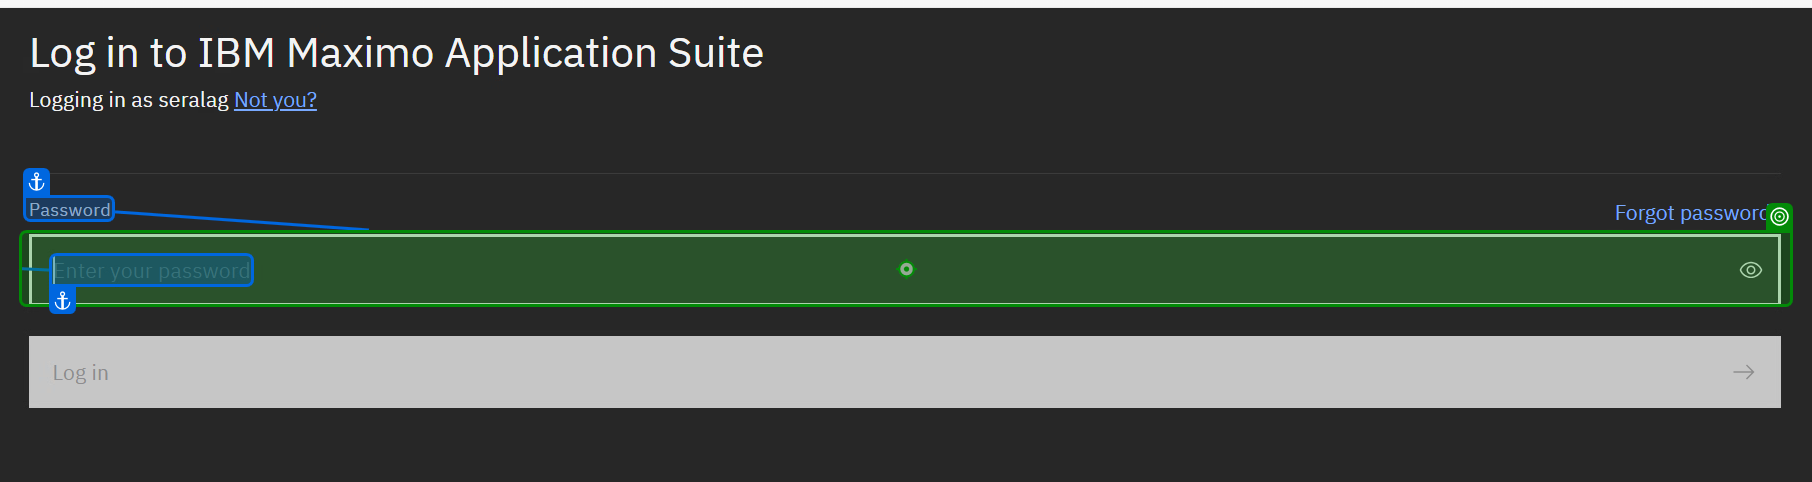 Log in to IBM Maximo Application Suite
Logging in as seralag Not you?
Password
Forgot password
Enter your password
Log in